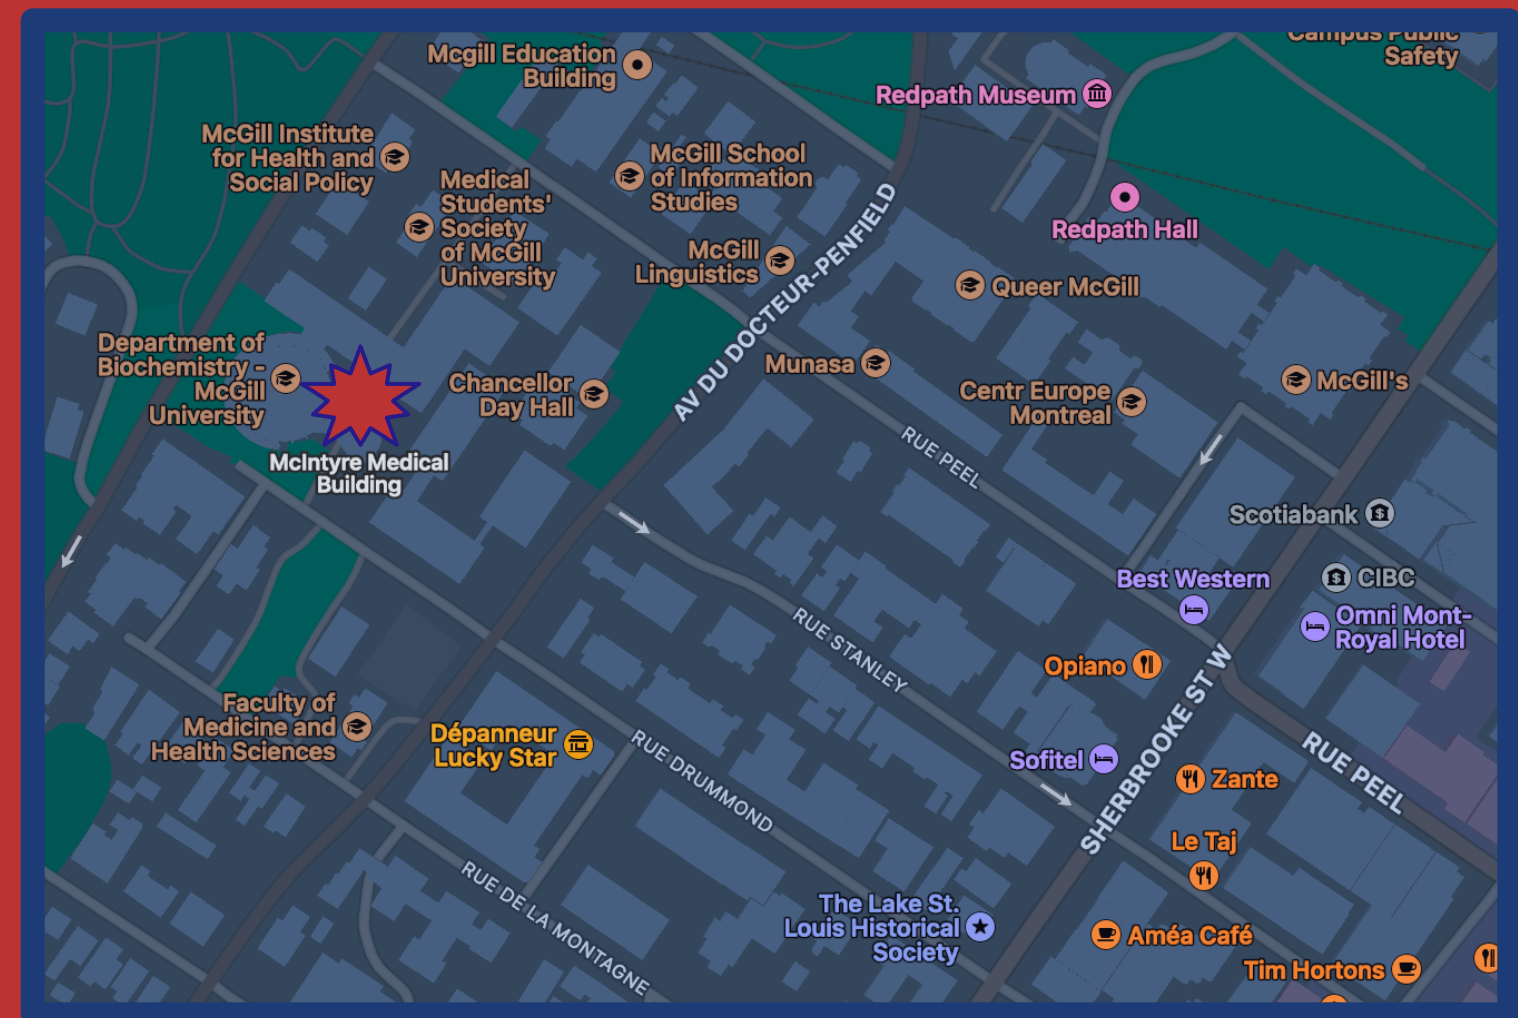 Mcgill Education
Building
Campus Public
Safety
Redpath Museum
McGill Institute
for Health and
Social Policy
McGill School
of Information
Studies
Medical
Students'
Society
of McGill
University
Redpath Hall
McGill
Linguistics
AV DU DOCTEUR-PENFIELD
Queer McGill
Department of
Biochemistry -
McGill
University
Munasa
McGill's
Chancellor
Day Hall
Centr Europe
Montreal
RUE PEEL
McIntyre Medical
Building
Scotiabank
Best Western
CIBC
Omni Mont-
Royal Hotel
RUE STANLEY
Opiano
SHERBROOKE ST W
Faculty of
Medicine and
Health Sciences
Dépanneur
Lucky Star
RUE DRUMMOND
Sofitel
Zante
RUE PEEL
Le Taj
RUE DE LA MONTAGNE
The Lake St.
Louis Historical
Society
Améa Café
Tim Hortons